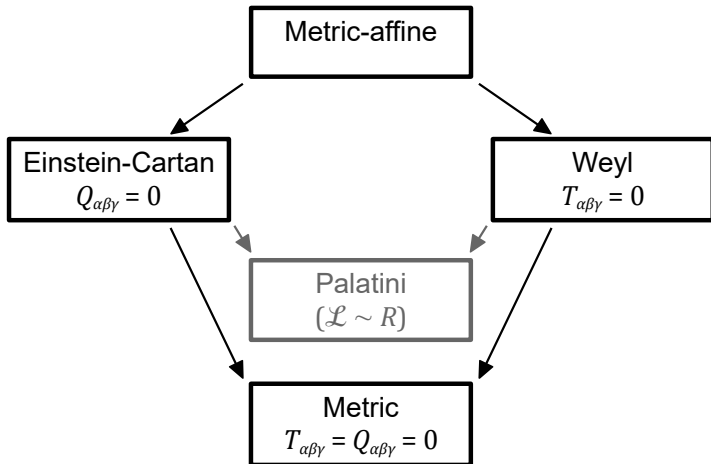 Metric-affine
Einstein-Cartan
Q_{αβγ} = 0
Weyl
T_{αβγ} = 0
Palatini
(ℒ ~ R)
Metric
T_{αβγ} = Q_{αβγ} = 0